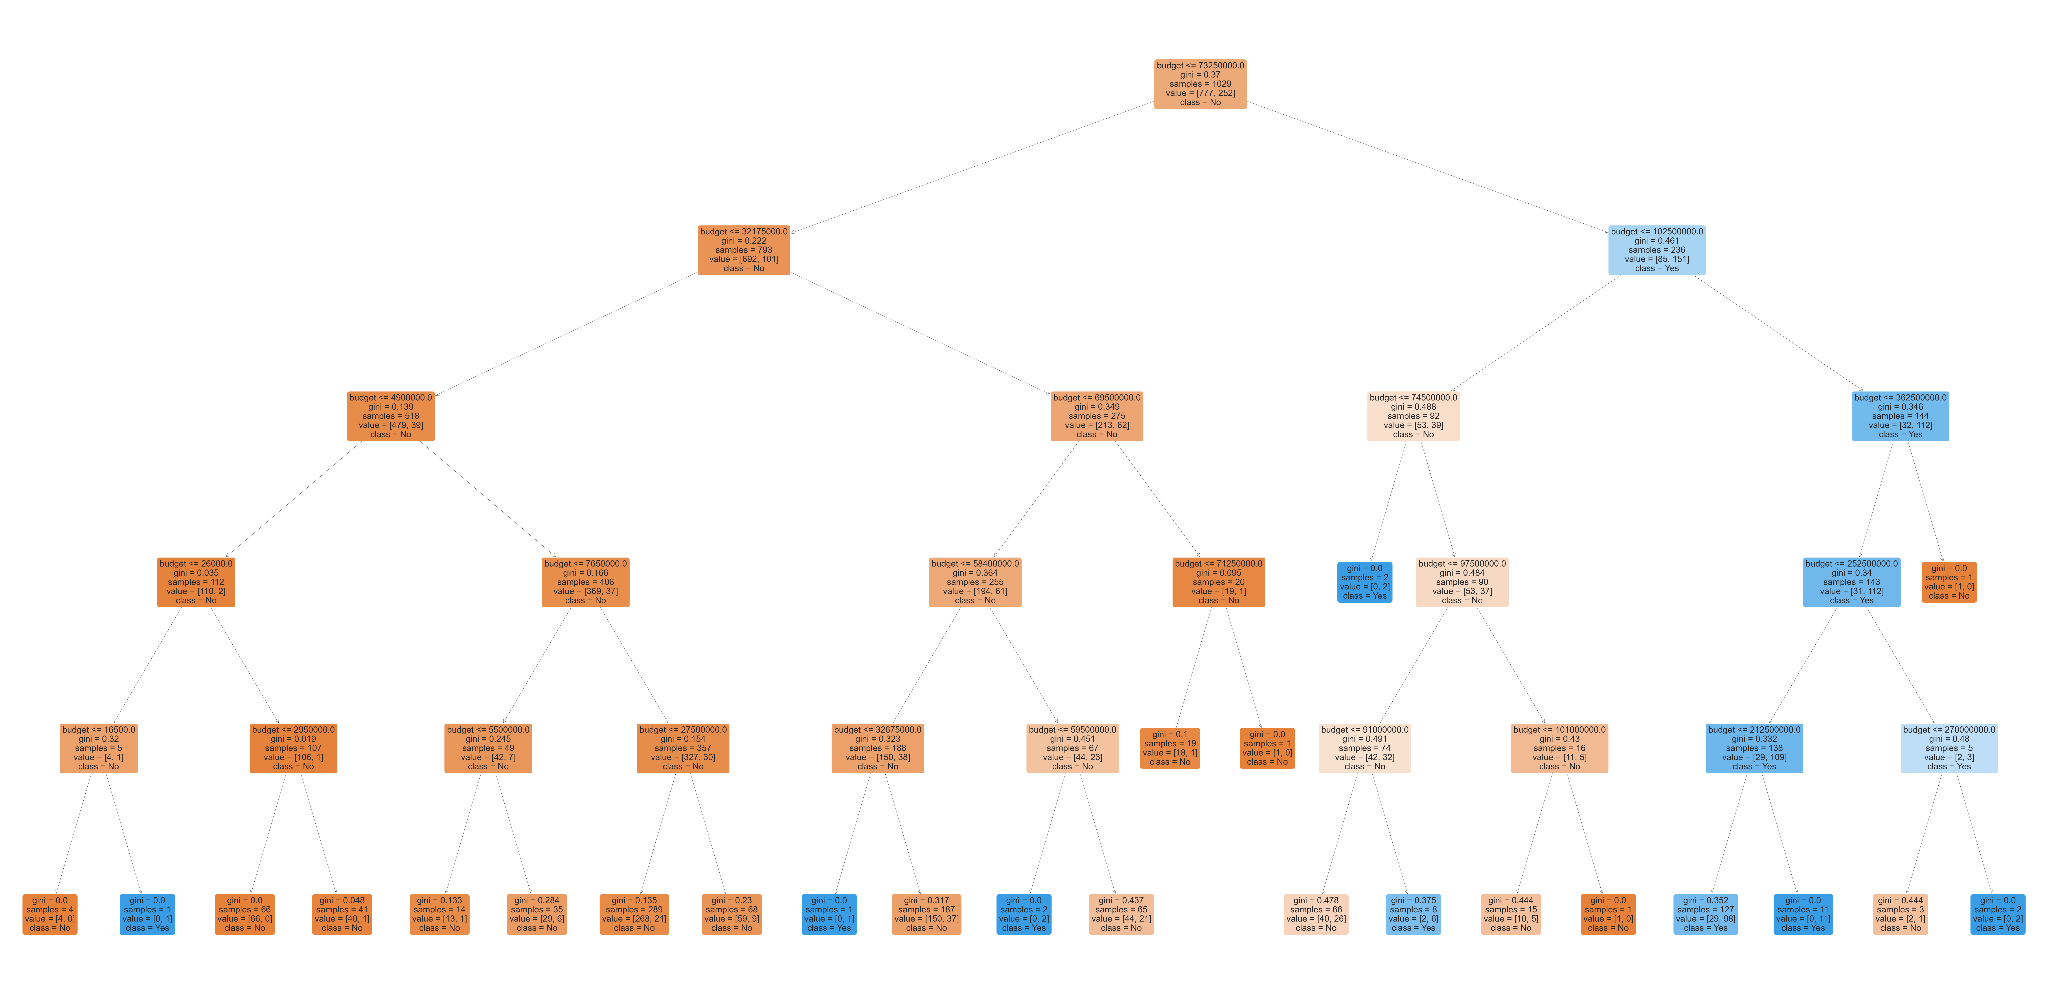 budget <= 73250000.0
gini = 0.37
samples = 1029
value = [777, 252]
class = No
budget <= 32175000.0
gini = 0.222
samples = 793
value = [692, 101]
class = No
budget <= 102500000.0
gini = 0.461
samples = 236
value = [85, 151]
class = Yes
budget <= 4900000.0
gini = 0.139
samples = 518
value = [479, 39]
class = No
budget <= 69500000.0
gini = 0.349
samples = 275
value = [213, 62]
class = No
budget <= 74500000.0
gini = 0.488
samples = 92
value = [53, 39]
class = No
budget <= 362500000.0
gini = 0.346
samples = 144
value = [32, 112]
class = Yes
budget <= 26000.0
gini = 0.035
samples = 112
value = [110, 2]
class = No
budget <= 7650000.0
gini = 0.166
samples = 406
value = [369, 37]
class = No
budget <= 58400000.0
gini = 0.364
samples = 255
value = [194, 61]
class = No
budget <= 71250000.0
gini = 0.095
samples = 20
value = [19, 1]
class = No
gini = 0.0
samples = 2
value = [0, 2]
class = Yes
budget <= 97500000.0
gini = 0.484
samples = 90
value = [53, 37]
class = No
budget <= 252500000.0
gini = 0.34
samples = 143
value = [31, 112]
class = Yes
gini = 0.0
samples = 1
value = [1, 0]
class = No
budget <= 16500.0
gini = 0.32
samples = 5
value = [4, 1]
class = No
budget <= 2950000.0
gini = 0.019
samples = 107
value = [106, 1]
class = No
budget <= 5500000.0
gini = 0.245
samples = 49
value = [42, 7]
class = No
budget <= 27500000.0
gini = 0.154
samples = 357
value = [327, 30]
class = No
budget <= 32675000.0
gini = 0.323
samples = 188
value = [150, 38]
class = No
budget <= 59500000.0
gini = 0.451
samples = 67
value = [44, 23]
class = No
gini = 0.1
samples = 19
value = [18, 1]
class = No
gini = 0.0
samples = 1
value = [1, 0]
class = No
budget <= 91000000.0
gini = 0.491
samples = 74
value = [42, 32]
class = No
budget <= 101000000.0
gini = 0.43
samples = 16
value = [11, 5]
class = No
budget <= 212500000.0
gini = 0.332
samples = 138
value = [29, 109]
class = Yes
budget <= 270000000.0
gini = 0.48
samples = 5
value = [2, 3]
class = Yes
gini = 0.0
samples = 4
value = [4, 0]
class = No
gini = 0.0
samples = 1
value = [0, 1]
class = Yes
gini = 0.0
samples = 66
value = [66, 0]
class = No
gini = 0.048
samples = 41
value = [40, 1]
class = No
gini = 0.133
samples = 14
value = [13, 1]
class = No
gini = 0.284
samples = 35
value = [29, 6]
class = No
gini = 0.135
samples = 289
value = [268, 21]
class = No
gini = 0.23
samples = 68
value = [59, 9]
class = No
gini = 0.0
samples = 1
value = [0, 1]
class = Yes
gini = 0.317
samples = 187
value = [150, 37]
class = No
gini = 0.0
samples = 2
value = [0, 2]
class = Yes
gini = 0.437
samples = 65
value = [44, 21]
class = No
gini = 0.478
samples = 66
value = [40, 26]
class = No
gini = 0.375
samples = 8
value = [2, 6]
class = Yes
gini = 0.444
samples = 15
value = [10, 5]
class = No
gini = 0.0
samples = 1
value = [1, 0]
class = No
gini = 0.352
samples = 127
value = [29, 98]
class = Yes
gini = 0.0
samples = 11
value = [0, 11]
class = Yes
gini = 0.444
samples = 3
value = [2, 1]
class = No
gini = 0.0
samples = 2
value = [0, 2]
class = Yes